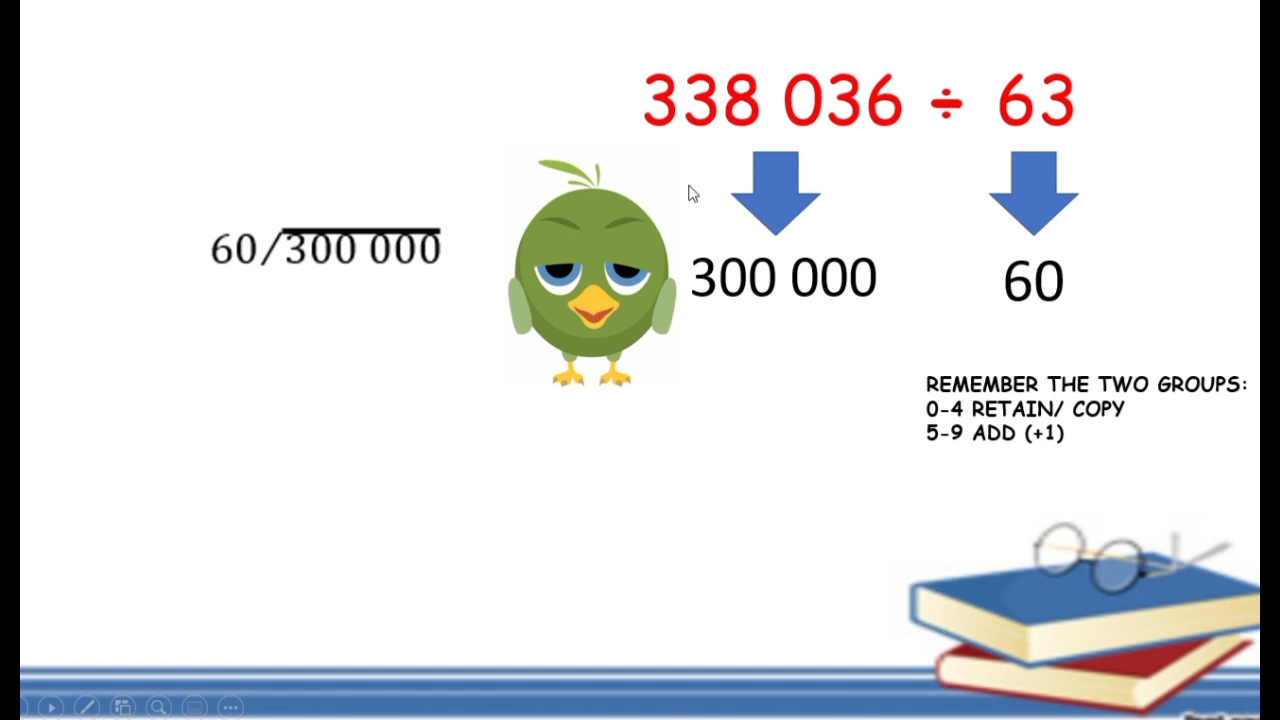 338 036 ÷ 63
60/300 000
300 000 60
REMEMBER THE TWO GROUPS:
0-4 RETAIN/ COPY
5-9 ADD (+1)